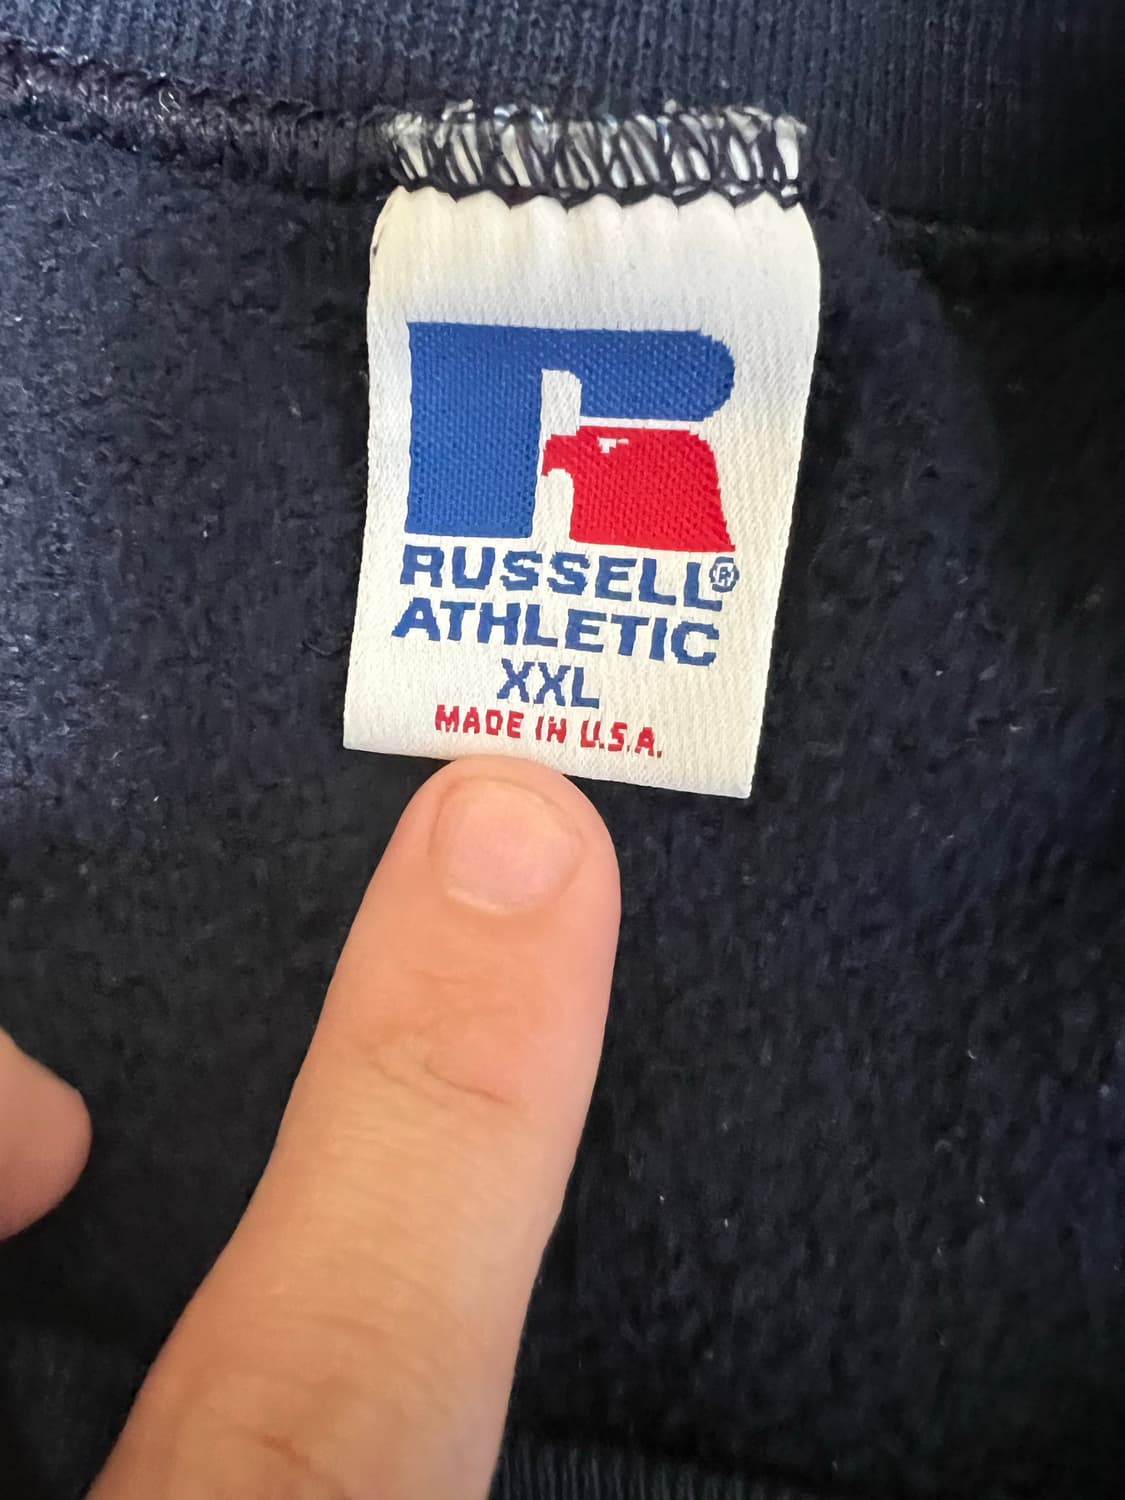 RUSSELL®
ATHLETIC
XXL
MADE IN U.S.A.